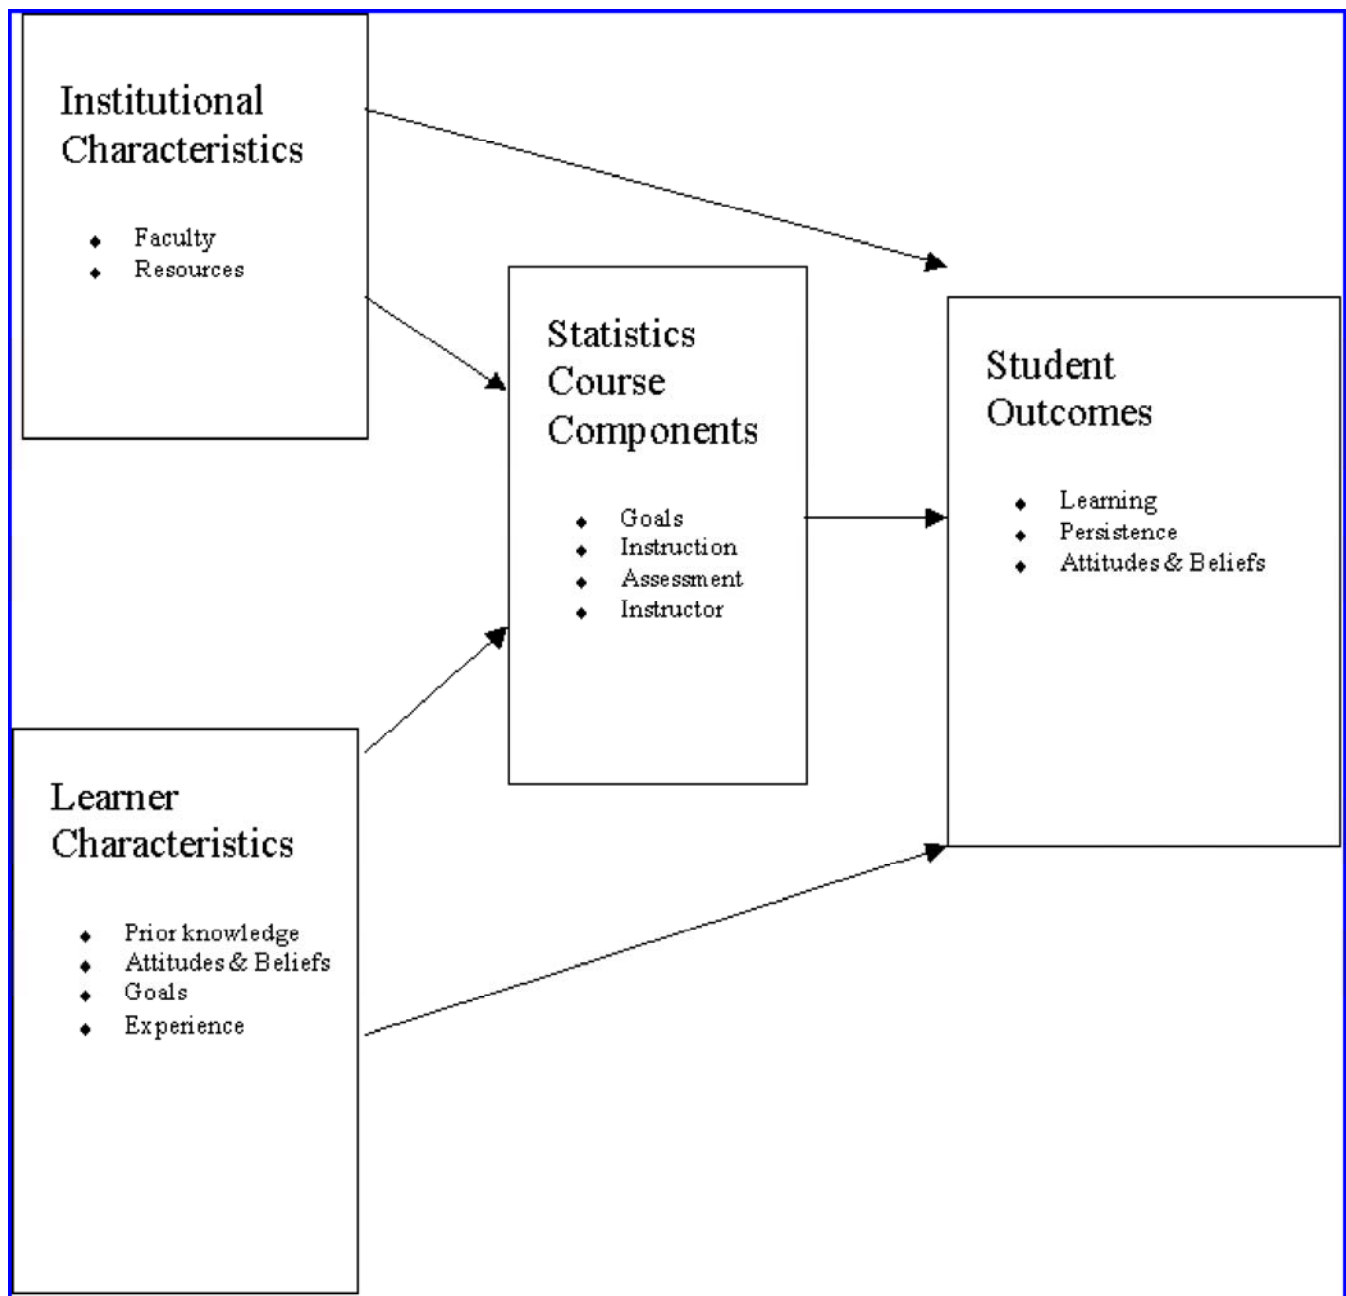 Institutional
Characteristics
Faculty
Resources
Statistics
Course
Components
Goals
Instruction
Assessment
Instructor
Student
Outcomes
Learning
Persistence
Attitudes & Beliefs
Learner
Characteristics
Prior knowledge
Attitudes & Beliefs
Goals
Experience